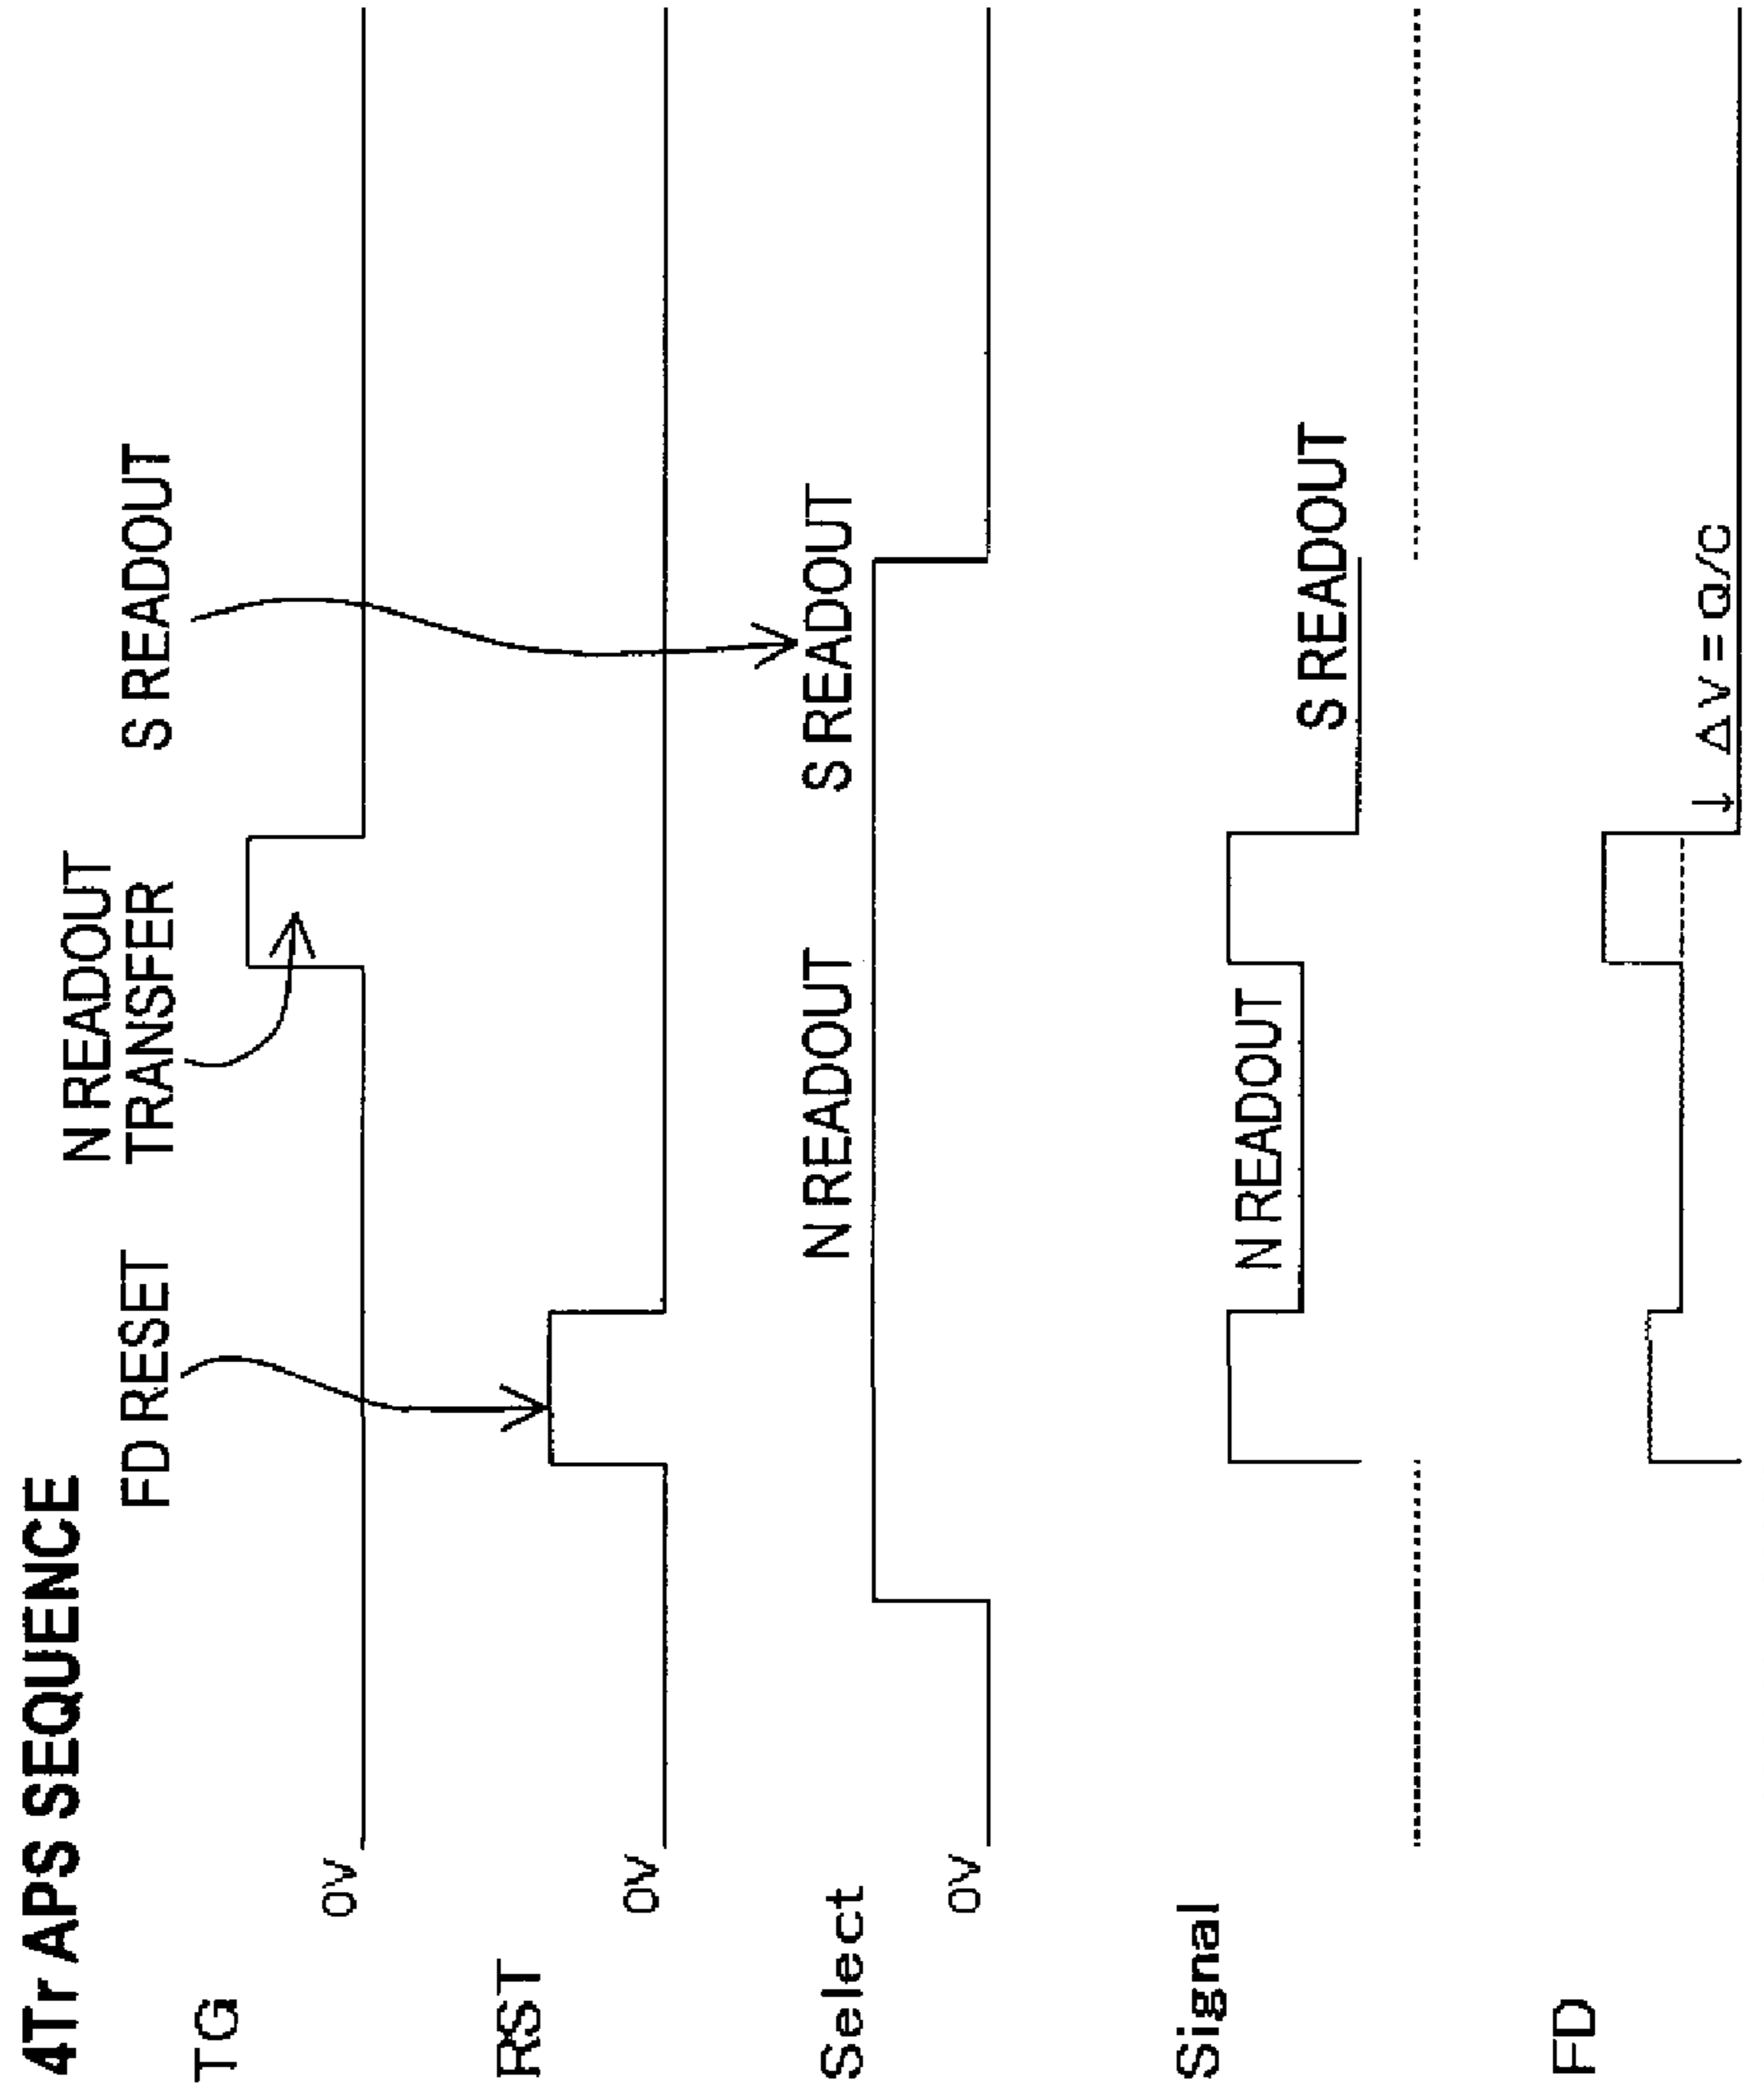 4Tr APS SEQUENCE
FD RESET
N READOUT
TRANSFER
S READOUT
TG
0V
RST
0V
Select
N READOUT
S READOUT
0V
Signal
N READOUT
S READOUT
FD
↓ ΔV = Q/C